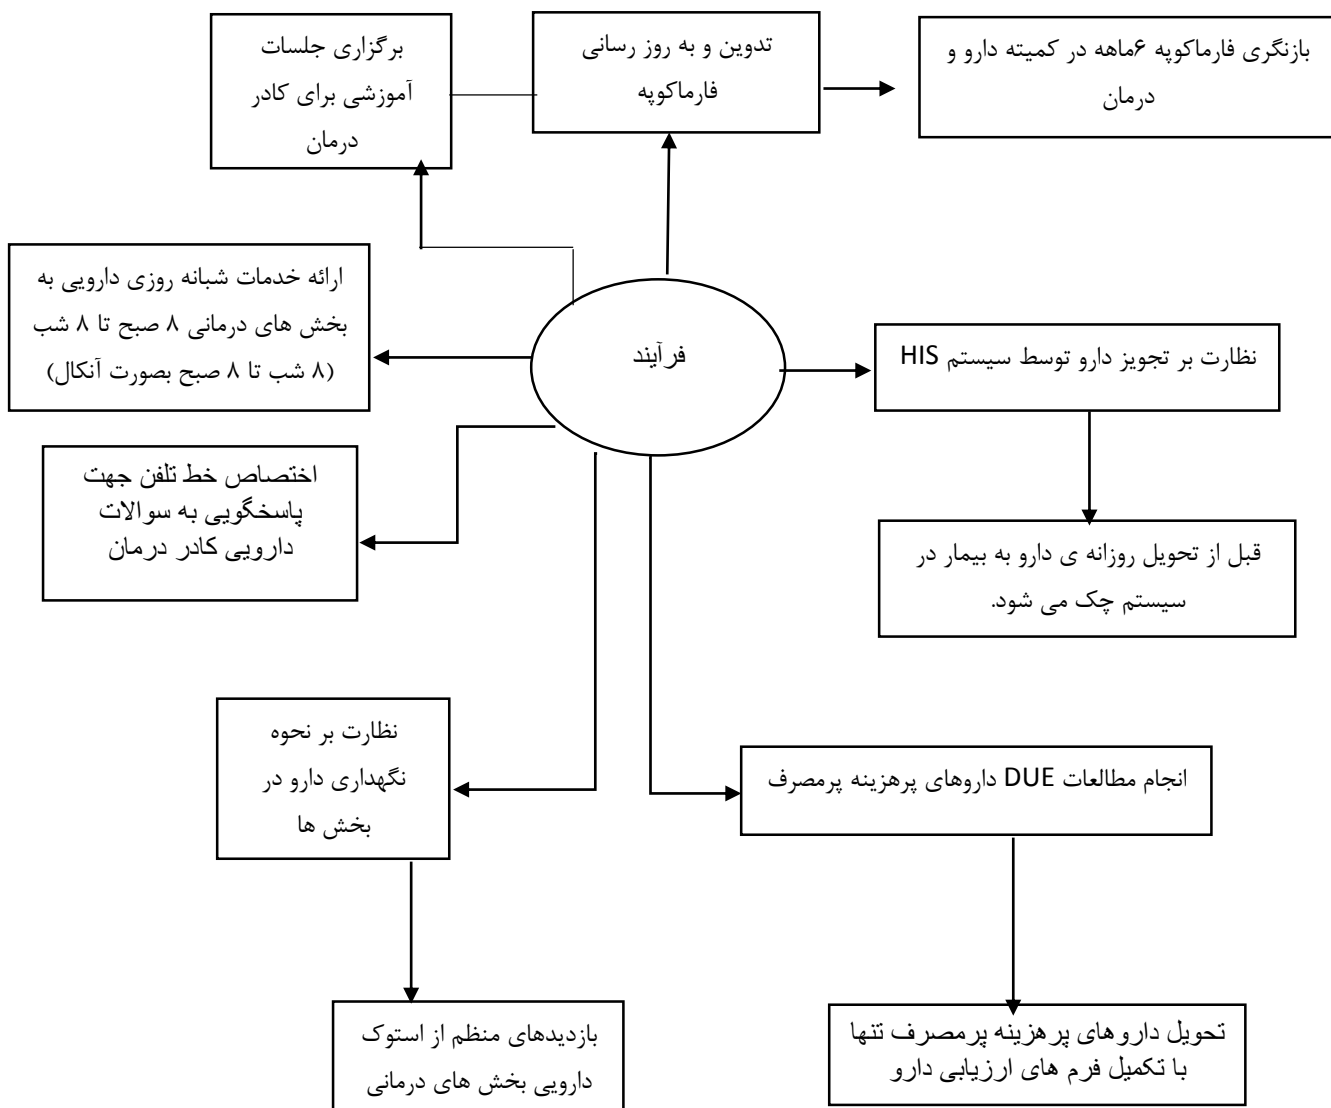 بازنگری فارماکوپه ۶ماهه در کمیته دارو و
درمان
تدوین و به روز رسانی
فارماکوپه
برگزاری جلسات
آموزشی برای کادر
درمان
ارائه خدمات شبانه روزی دارویی به
بخش های درمانی ۸ صبح تا ۸ شب
(۸ شب تا ۸ صبح بصورت آنکال)
فرآیند
نظارت بر تجویز دارو توسط سیستم HIS
اختصاص خط تلفن جهت
پاسخگویی به سوالات
دارویی کادر درمان
قبل از تحویل روزانه ی دارو به بیمار در
سیستم چک می شود.
نظارت بر نحوه
نگهداری دارو در
بخش ها
انجام مطالعات DUE داروهای پرهزینه پرمصرف
بازدیدهای منظم از استوک
دارویی بخش های درمانی
تحویل داروهای پرهزینه پرمصرف تنها
با تکمیل فرم های ارزیابی دارو